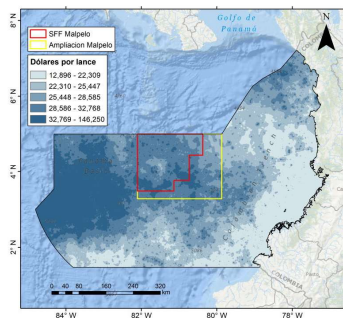 Golfo de
Panamá
N
SFF Malpelo
Ampliacion Malpelo
Dólares por lance
12,896 - 22,309
22,310 - 25,447
25,448 - 28,585
28,586 - 32,768
32,769 - 146,250
8° N
6° N
4° N
2° N
0 40 80 160 240 320
km
COLOMBIA
84° W 82° W 80° W 78° W